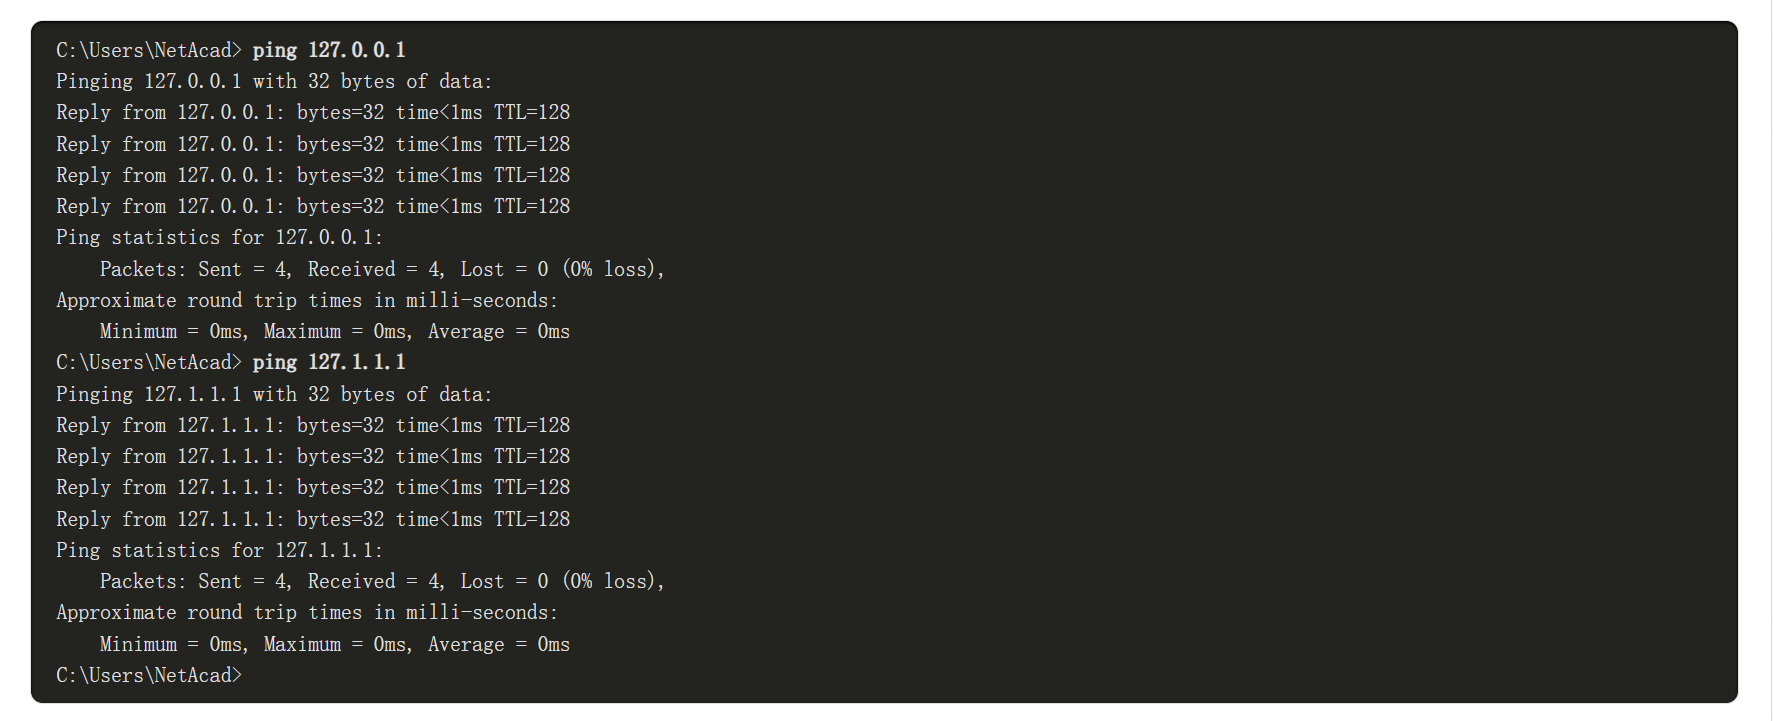 C:\Users\NetAcad> ping 127.0.0.1
Pinging 127.0.0.1 with 32 bytes of data:
Reply from 127.0.0.1: bytes=32 time<1ms TTL=128
Reply from 127.0.0.1: bytes=32 time<1ms TTL=128
Reply from 127.0.0.1: bytes=32 time<1ms TTL=128
Reply from 127.0.0.1: bytes=32 time<1ms TTL=128
Ping statistics for 127.0.0.1:
    Packets: Sent = 4, Received = 4, Lost = 0 (0% loss),
Approximate round trip times in milli-seconds:
    Minimum = 0ms, Maximum = 0ms, Average = 0ms
C:\Users\NetAcad> ping 127.1.1.1
Pinging 127.1.1.1 with 32 bytes of data:
Reply from 127.1.1.1: bytes=32 time<1ms TTL=128
Reply from 127.1.1.1: bytes=32 time<1ms TTL=128
Reply from 127.1.1.1: bytes=32 time<1ms TTL=128
Reply from 127.1.1.1: bytes=32 time<1ms TTL=128
Ping statistics for 127.1.1.1:
    Packets: Sent = 4, Received = 4, Lost = 0 (0% loss),
Approximate round trip times in milli-seconds:
    Minimum = 0ms, Maximum = 0ms, Average = 0ms
C:\Users\NetAcad>